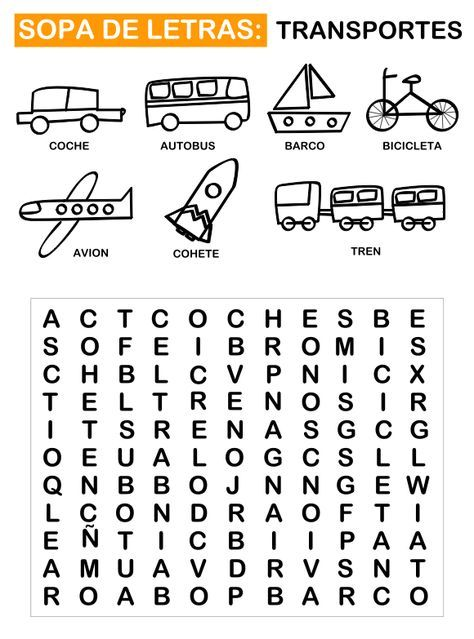 SOPA DE LETRAS: TRANSPORTES
COCHE AUTOBUS BARCO BICICLETA
AVION COHETE TREN
A C T C O C H E S B E
S O F E I B R O M I S
C H B L C V P N I C X
T E L T R E N O S I R
I T S R E N A S G C G
O E U A L O G C S L L
Q N B B O J N N G E W
L C O N D R A O F T I
E Ñ T I C B I I P A A
A M U A V D R V S N T
R O A B O P B A R C O